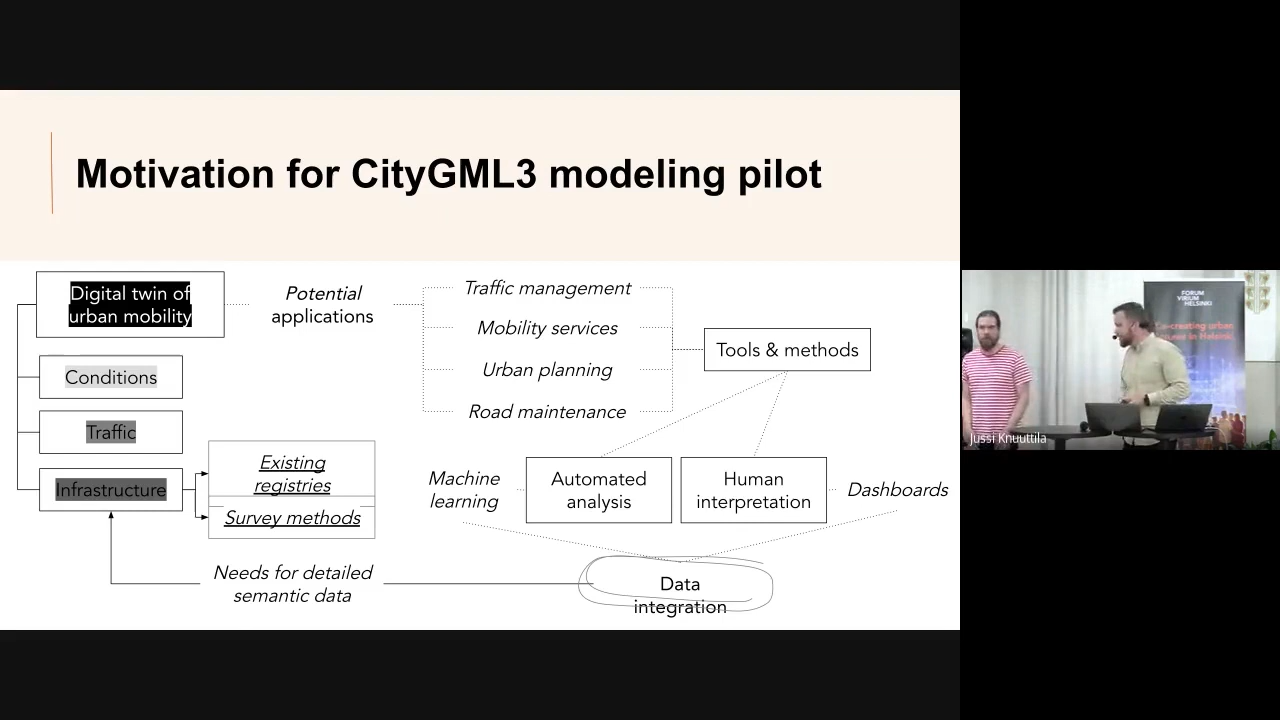 Motivation for CityGML3 modeling pilot
Digital twin of
urban mobility
Potential
applications
Traffic management
Mobility services
Urban planning
Road maintenance
Tools & methods
Conditions
Traffic
Infrastructure
Existing
registries
Survey methods
Machine
learning
Automated
analysis
Human
interpretation
Dashboards
Needs for detailed
semantic data
Data
integration
FORUM
VIRIUM
HELSINKI
Co-creating urban
in Helsinki
Jussi Knuuttila